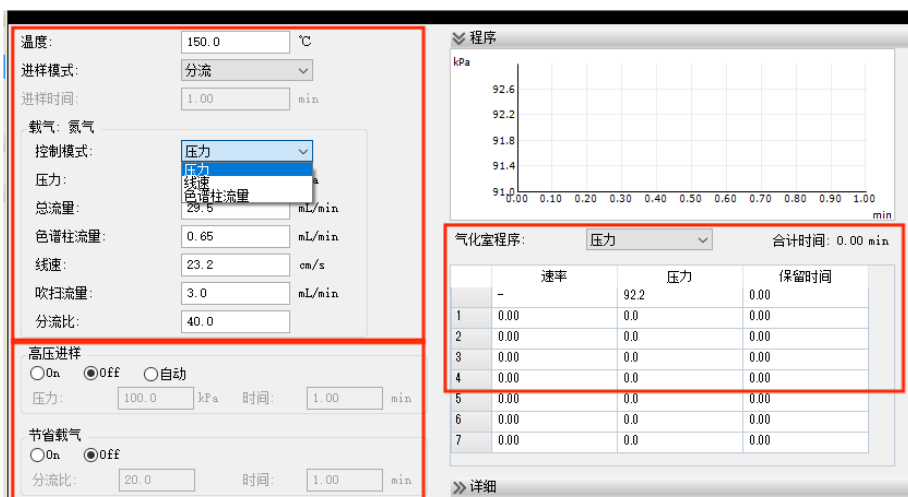 温度: 150.0 ℃
进样模式: 分流
进样时间: 1.00 min
载气: 氮气
控制模式: 压力
压力
线速
色谱柱流量
压力:
总流量: 29.5 mL/min
色谱柱流量: 0.65 mL/min
线速: 23.2 cm/s
吹扫流量: 3.0 mL/min
分流比: 40.0
高压进样
On Off 自动
压力: 100.0 kPa 时间: 1.00 min
节省载气
On Off
分流比: 20.0 时间: 1.00 min
程序
kPa
92.6
92.2
91.8
91.4
91.0
0.00 0.10 0.20 0.30 0.40 0.50 0.60 0.70 0.80 0.90 1.00
min
气化室程序: 压力 合计时间: 0.00 min
速率 压力 保留时间
- 92.2 0.00
1 0.00 0.0 0.00
2 0.00 0.0 0.00
3 0.00 0.0 0.00
4 0.00 0.0 0.00
5 0.00 0.0 0.00
6 0.00 0.0 0.00
7 0.00 0.0 0.00
详细